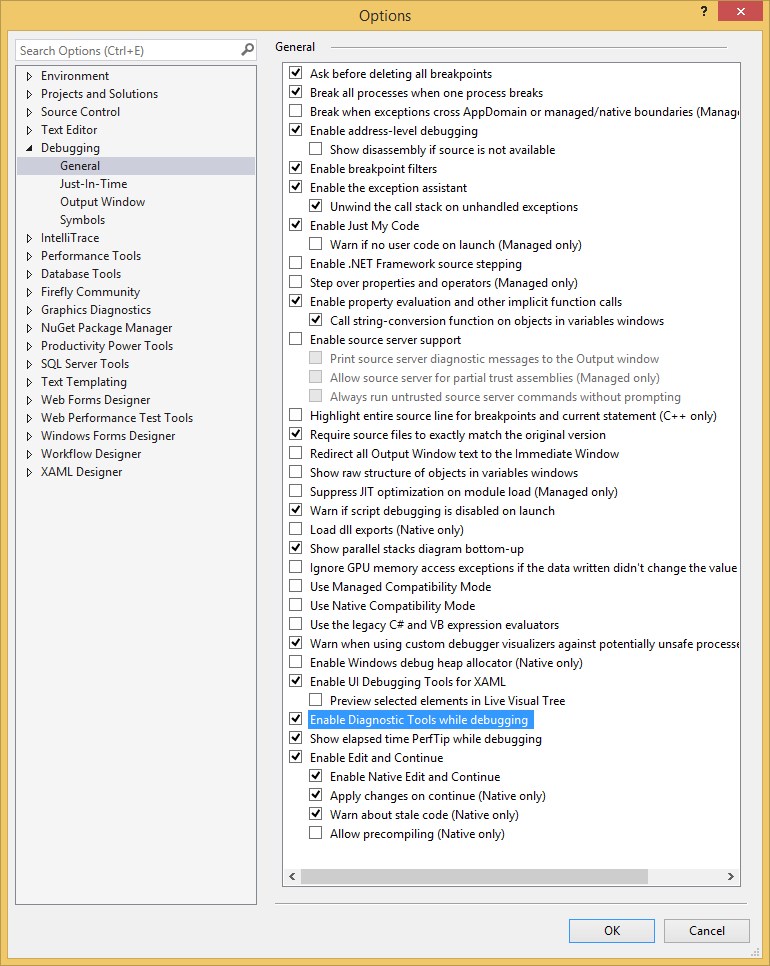 Options
?
Search Options (Ctrl+E)
Environment
Projects and Solutions
Source Control
Text Editor
Debugging
General
Just-In-Time
Output Window
Symbols
IntelliTrace
Performance Tools
Database Tools
Firefly Community
Graphics Diagnostics
NuGet Package Manager
Productivity Power Tools
SQL Server Tools
Text Templating
Web Forms Designer
Web Performance Test Tools
Windows Forms Designer
Workflow Designer
XAML Designer
General
Ask before deleting all breakpoints
Break all processes when one process breaks
Break when exceptions cross AppDomain or managed/native boundaries (Manag
Enable address-level debugging
Show disassembly if source is not available
Enable breakpoint filters
Enable the exception assistant
Unwind the call stack on unhandled exceptions
Enable Just My Code
Warn if no user code on launch (Managed only)
Enable .NET Framework source stepping
Step over properties and operators (Managed only)
Enable property evaluation and other implicit function calls
Call string-conversion function on objects in variables windows
Enable source server support
Print source server diagnostic messages to the Output window
Allow source server for partial trust assemblies (Managed only)
Always run untrusted source server commands without prompting
Highlight entire source line for breakpoints and current statement (C++ only)
Require source files to exactly match the original version
Redirect all Output Window text to the Immediate Window
Show raw structure of objects in variables windows
Suppress JIT optimization on module load (Managed only)
Warn if script debugging is disabled on launch
Load dll exports (Native only)
Show parallel stacks diagram bottom-up
Ignore GPU memory access exceptions if the data written didn't change the value
Use Managed Compatibility Mode
Use Native Compatibility Mode
Use the legacy C# and VB expression evaluators
Warn when using custom debugger visualizers against potentially unsafe processe
Enable Windows debug heap allocator (Native only)
Enable UI Debugging Tools for XAML
Preview selected elements in Live Visual Tree
Enable Diagnostic Tools while debugging
Show elapsed time PerfTip while debugging
Enable Edit and Continue
Enable Native Edit and Continue
Apply changes on continue (Native only)
Warn about stale code (Native only)
Allow precompiling (Native only)
OK
Cancel